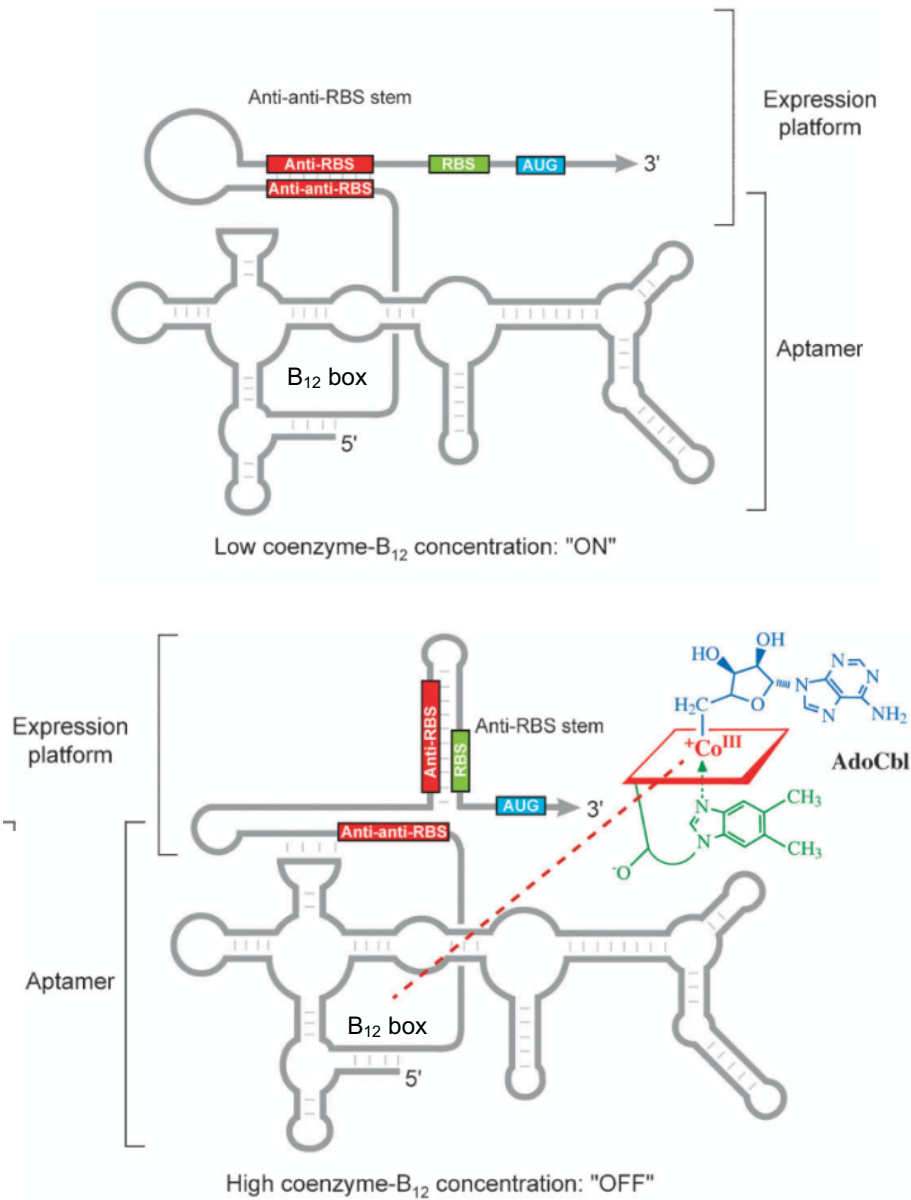 Anti-anti-RBS stem
Expression
platform
Anti-RBS
RBS
AUG
3'
Anti-anti-RBS
Aptamer
B₁₂ box
5'
Low coenzyme-B₁₂ concentration: "ON"
HO
OH
N
N
N
N
NH₂
H₂C
O
⁺Coᴵᴵᴵ
AdoCbl
N
CH₃
N
CH₃
⁻O
Expression
platform
Anti-RBS
RBS
Anti-RBS stem
AUG
3'
Anti-anti-RBS
Aptamer
B₁₂ box
5'
High coenzyme-B₁₂ concentration: "OFF"